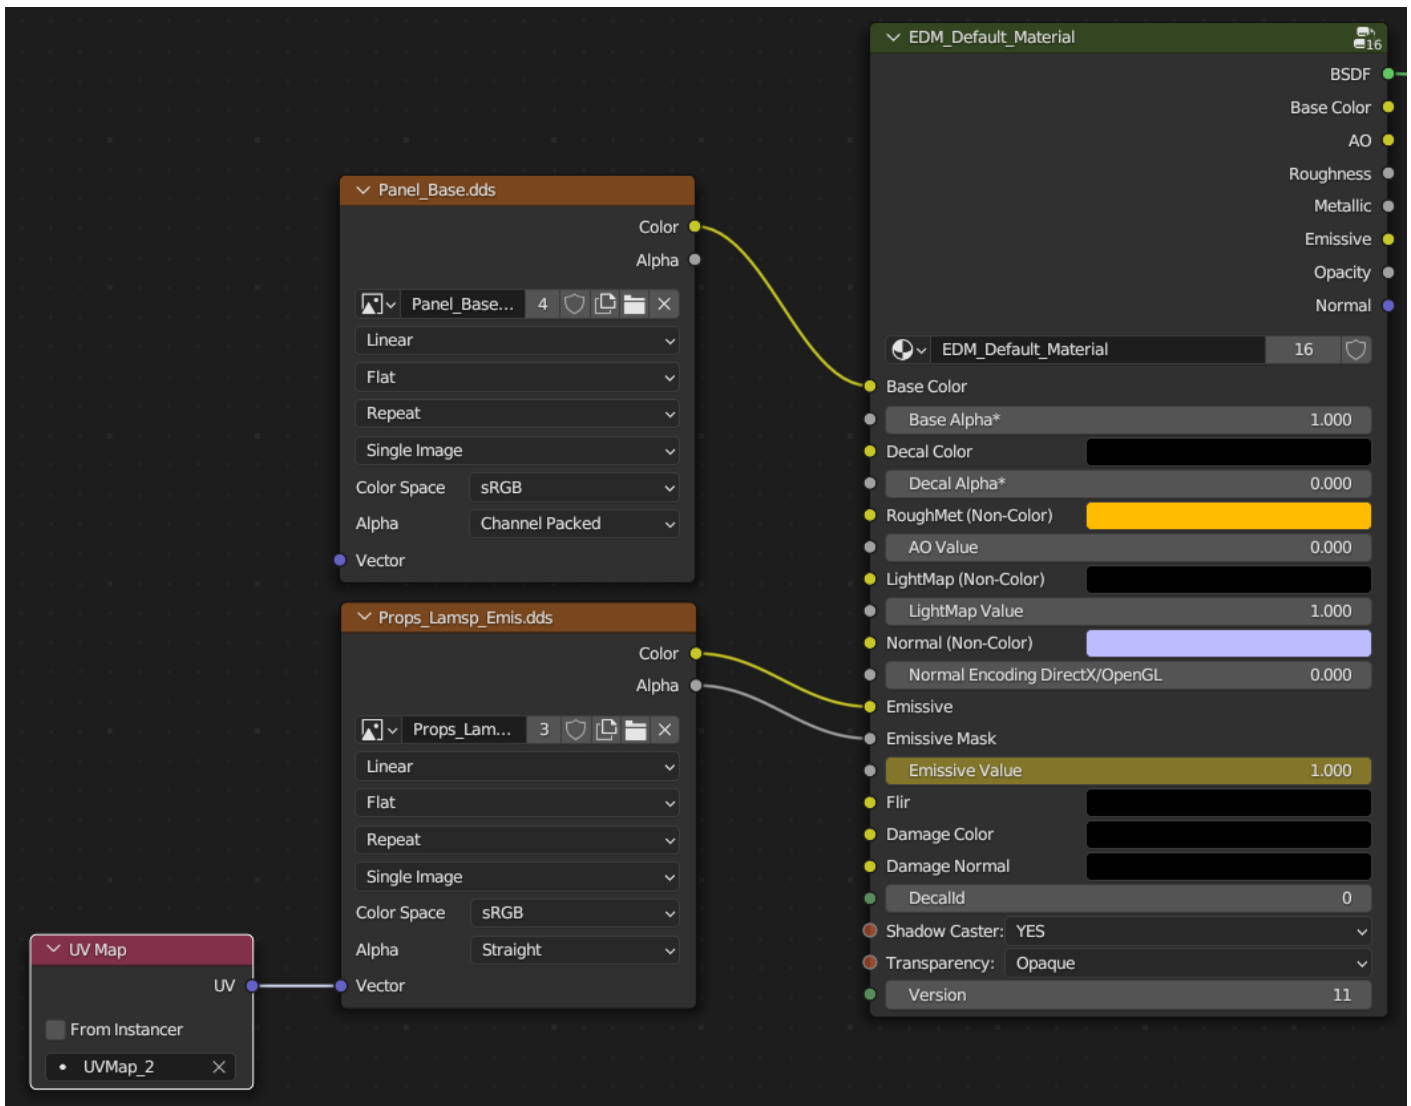 EDM_Default_Material
16
BSDF
Base Color
AO
Roughness
Metallic
Emissive
Opacity
Normal
EDM_Default_Material 16
Base Color
Base Alpha* 1.000
Decal Color
Decal Alpha* 0.000
RoughMet (Non-Color)
AO Value 0.000
LightMap (Non-Color)
LightMap Value 1.000
Normal (Non-Color)
Normal Encoding DirectX/OpenGL 0.000
Emissive
Emissive Mask
Emissive Value 1.000
Flir
Damage Color
Damage Normal
DecalId 0
Shadow Caster: YES
Transparency: Opaque
Version 11
Panel_Base.dds
Color
Alpha
Panel_Base... 4
Linear
Flat
Repeat
Single Image
Color Space sRGB
Alpha Channel Packed
Vector
Props_Lamsp_Emis.dds
Color
Alpha
Props_Lam... 3
Linear
Flat
Repeat
Single Image
Color Space sRGB
Alpha Straight
Vector
UV Map
UV
From Instancer
UVMap_2